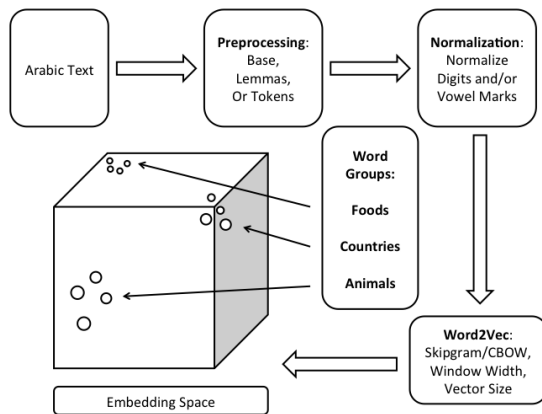 Arabic Text
Preprocessing:
Base,
Lemmas,
Or Tokens
Normalization:
Normalize
Digits and/or
Vowel Marks
Word
Groups:
Foods
Countries
Animals
Word2Vec:
Skipgram/CBOW,
Window Width,
Vector Size
Embedding Space